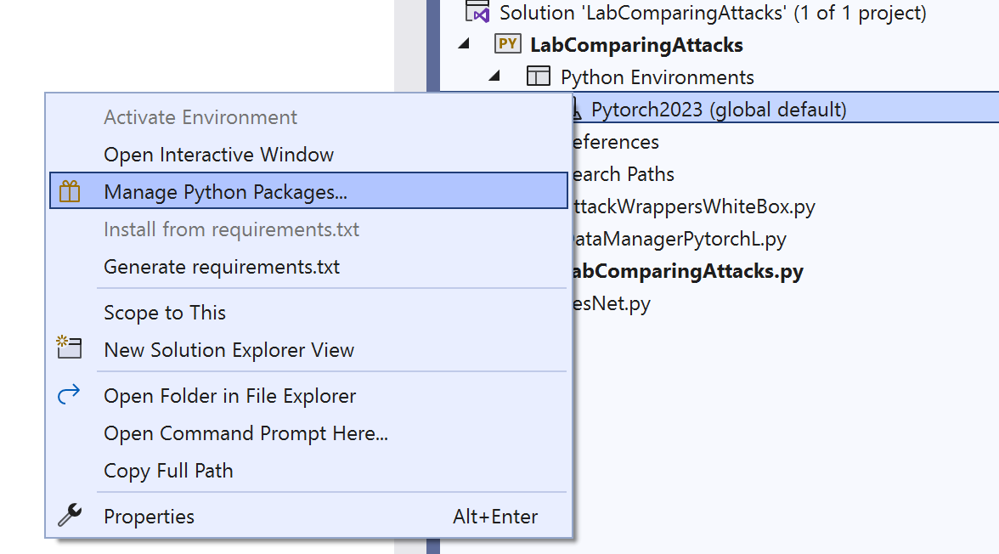 Solution 'LabComparingAttacks' (1 of 1 project)
PY LabComparingAttacks
Python Environments
Pytorch2023 (global default)
eferences
earch Paths
ttackWrappersWhiteBox.py
ataManagerPytorchL.py
abComparingAttacks.py
esNet.py
Activate Environment
Open Interactive Window
Manage Python Packages...
Install from requirements.txt
Generate requirements.txt
Scope to This
New Solution Explorer View
Open Folder in File Explorer
Open Command Prompt Here...
Copy Full Path
Properties Alt+Enter